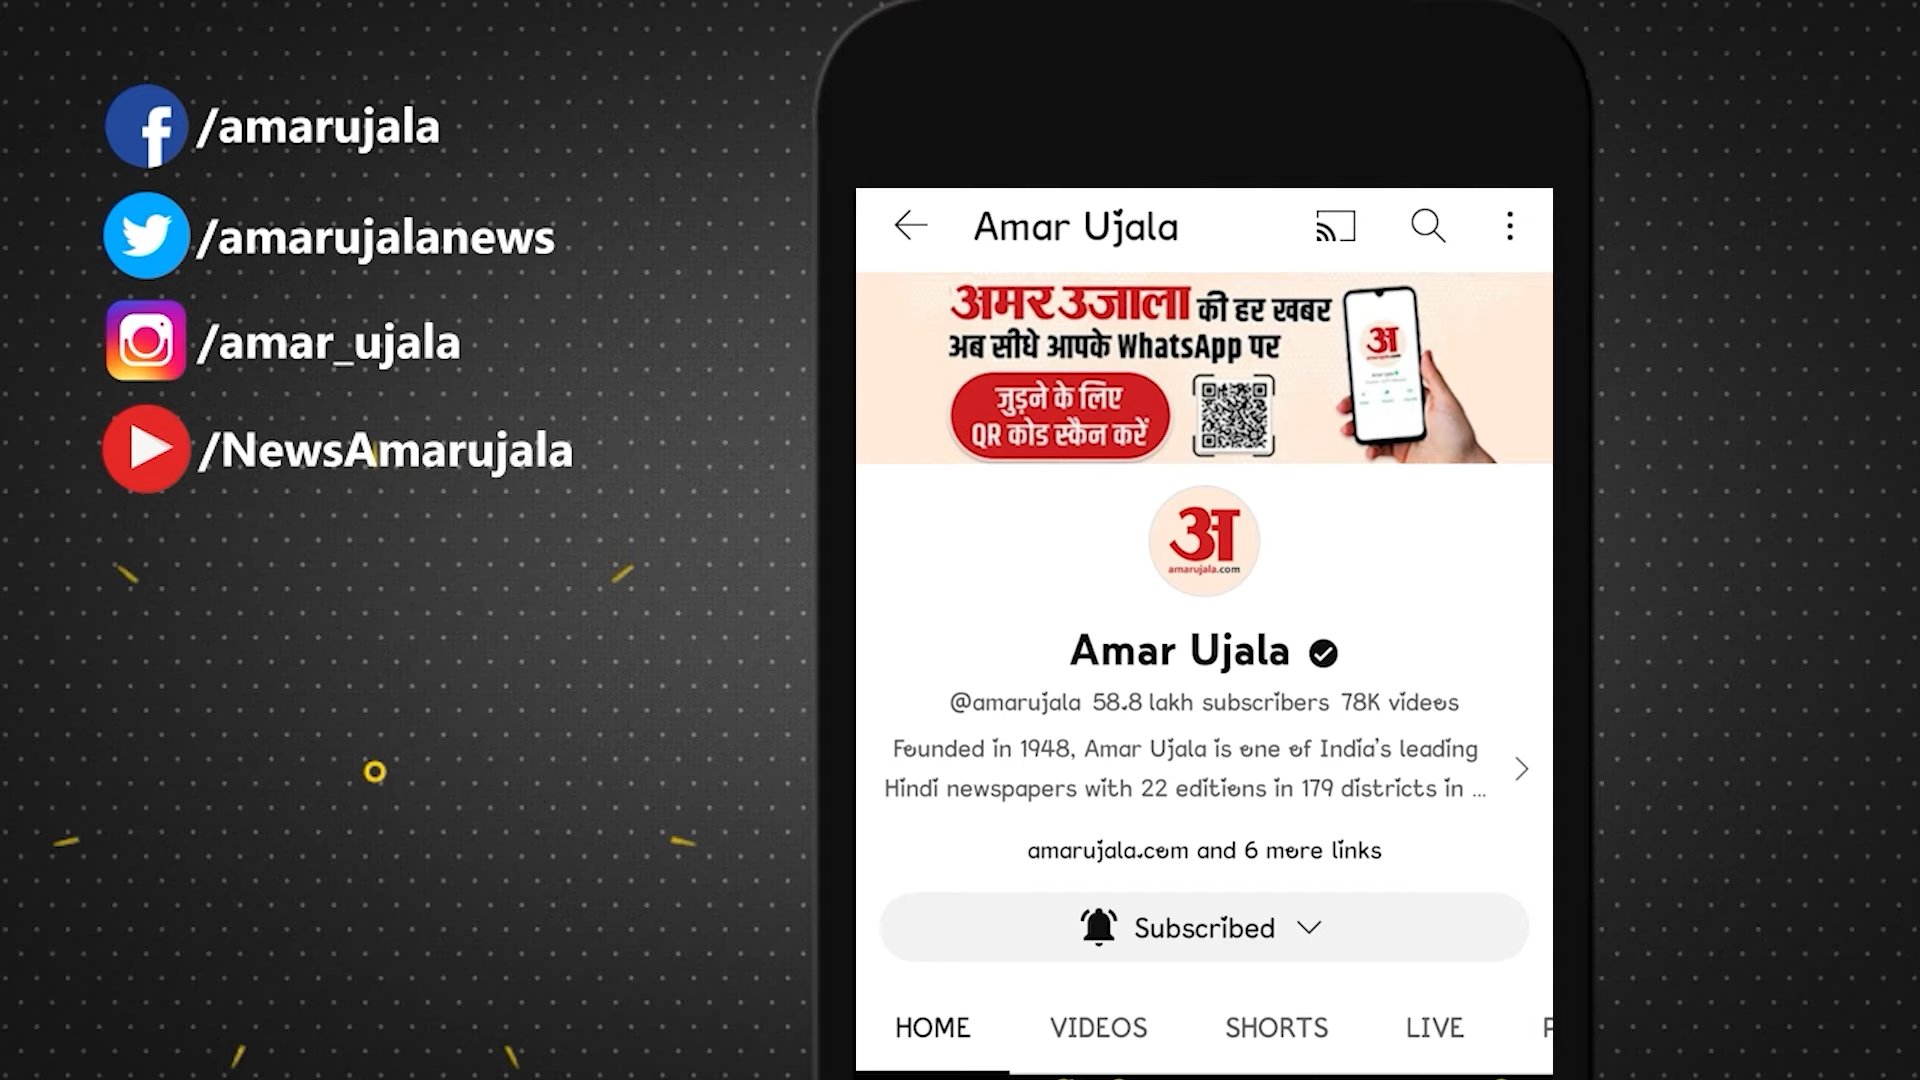 /amarujala
/amarujalanews
/amar_ujala
/NewsAmarujala
Amar Ujala
अमर उजाला की हर खबर
अब सीधे आपके WhatsApp पर
जुड़ने के लिए
QR कोड स्कैन करें
अ
अ
amarujala.com
Amar Ujala
@amarujala 58.8 lakh subscribers 78K videos
Founded in 1948, Amar Ujala is one of India's leading
Hindi newspapers with 22 editions in 179 districts in ...
amarujala.com and 6 more links
Subscribed
HOME VIDEOS SHORTS LIVE